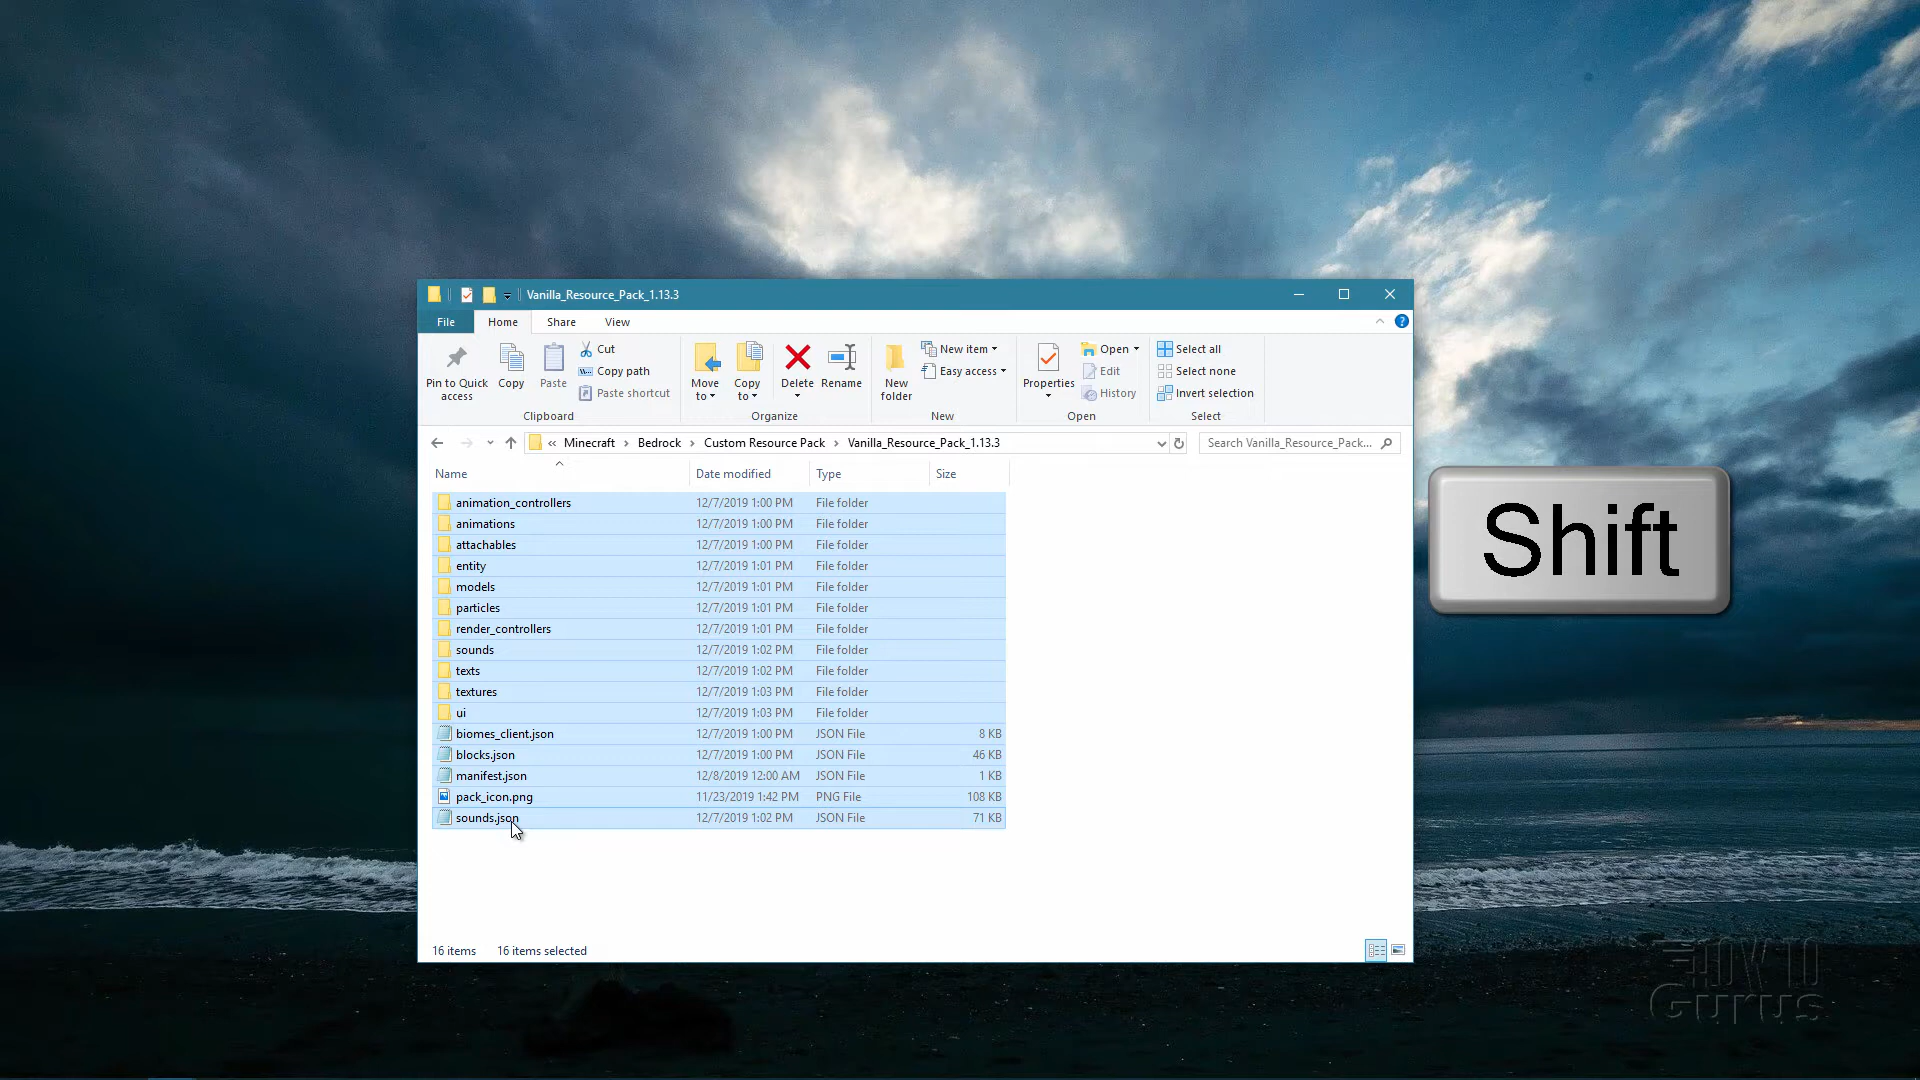 Vanilla_Resource_Pack_1.13.3
File Home Share View
Pin to Quick access
Copy
Paste
Cut
Copy path
Paste shortcut
Clipboard
Move to
Copy to
Delete
Rename
Organize
New folder
New item
Easy access
New
Properties
Open
Edit
History
Open
Select all
Select none
Invert selection
Select
« Minecraft > Bedrock > Custom Resource Pack > Vanilla_Resource_Pack_1.13.3
Search Vanilla_Resource_Pack...
Name Date modified Type Size
animation_controllers 12/7/2019 1:00 PM File folder
animations 12/7/2019 1:00 PM File folder
attachables 12/7/2019 1:00 PM File folder
entity 12/7/2019 1:01 PM File folder
models 12/7/2019 1:01 PM File folder
particles 12/7/2019 1:01 PM File folder
render_controllers 12/7/2019 1:01 PM File folder
sounds 12/7/2019 1:02 PM File folder
texts 12/7/2019 1:02 PM File folder
textures 12/7/2019 1:03 PM File folder
ui 12/7/2019 1:03 PM File folder
biomes_client.json 12/7/2019 1:00 PM JSON File 8 KB
blocks.json 12/7/2019 1:00 PM JSON File 46 KB
manifest.json 12/8/2019 12:00 AM JSON File 1 KB
pack_icon.png 11/23/2019 1:42 PM PNG File 108 KB
sounds.json 12/7/2019 1:02 PM JSON File 71 KB
16 items 16 items selected
Shift
HOW TO
GURUS